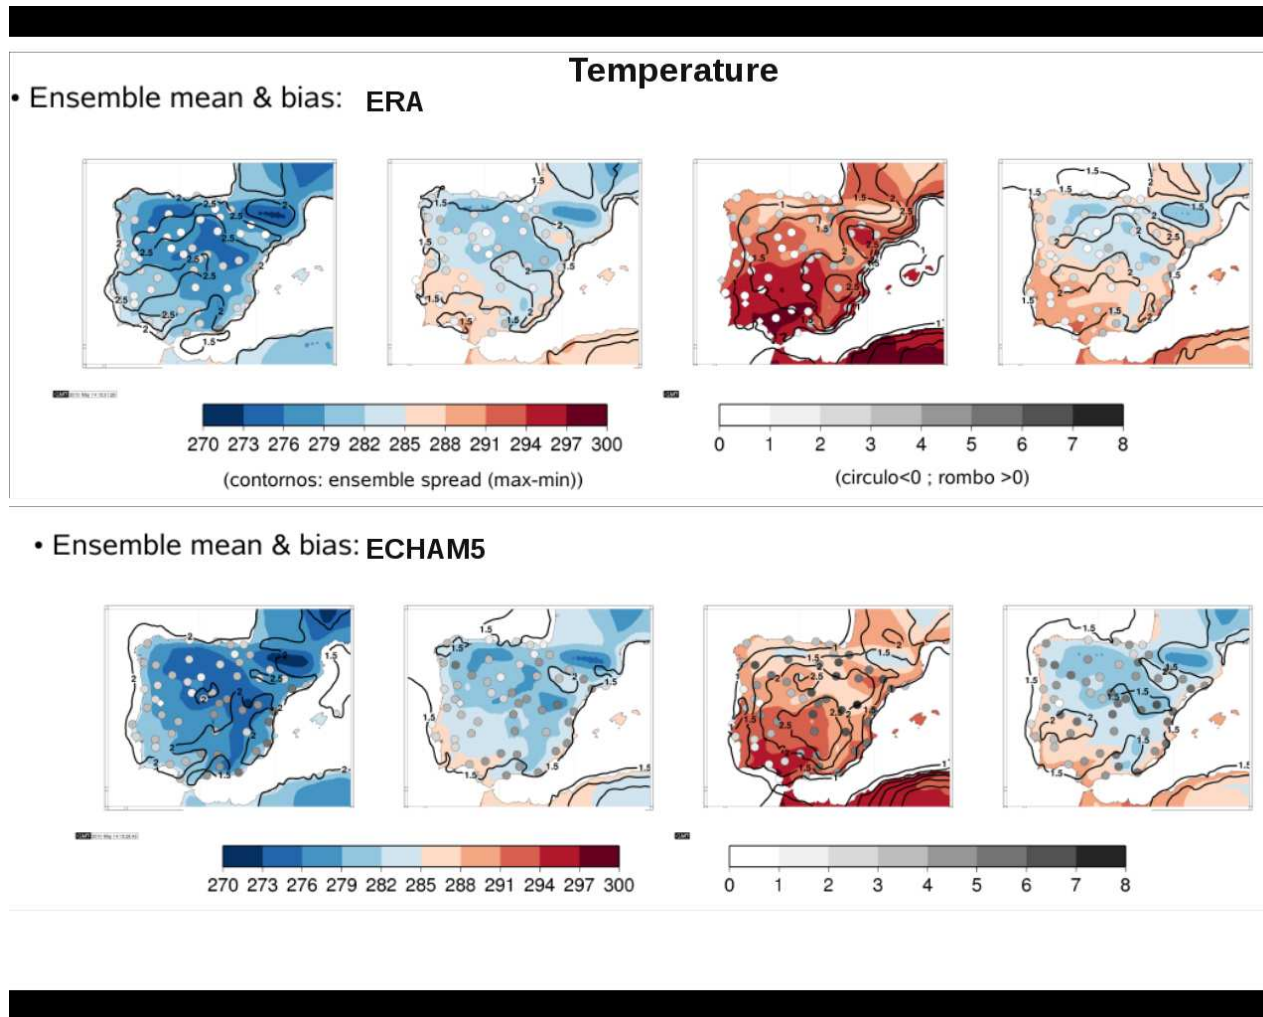 Temperature
• Ensemble mean & bias: ERA
270 273 276 279 282 285 288 291 294 297 300
0 1 2 3 4 5 6 7 8
(contornos: ensemble spread (max-min))
(circulo<0 ; rombo >0)
• Ensemble mean & bias: ECHAM5
270 273 276 279 282 285 288 291 294 297 300
0 1 2 3 4 5 6 7 8